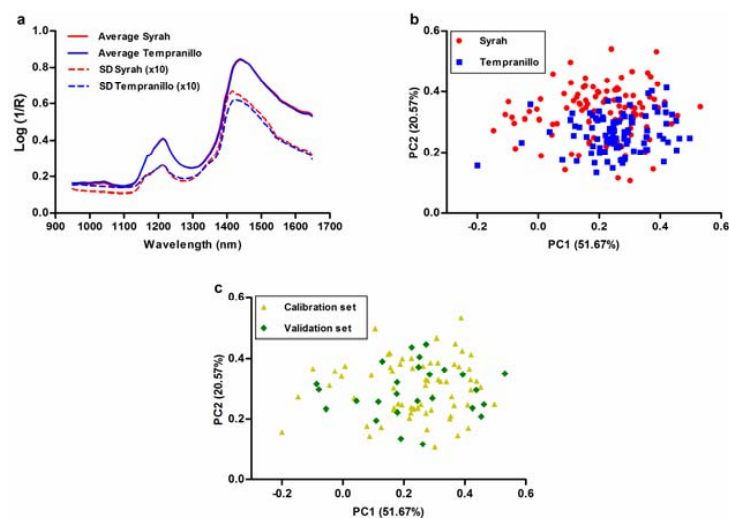 a
Average Syrah
Average Tempranillo
SD Syrah (x10)
SD Tempranillo (x10)
Log (1/R)
1.0
0.8
0.6
0.4
0.2
0.0
900 1000 1100 1200 1300 1400 1500 1600 1700
Wavelength (nm)
b
Syrah
Tempranillo
PC2 (20.57%)
0.6
0.4
0.2
0.0
-0.2 0.0 0.2 0.4 0.6
PC1 (51.67%)
c
Calibration set
Validation set
PC2 (20.57%)
0.6
0.4
0.2
0.0
-0.2 0.0 0.2 0.4 0.6
PC1 (51.67%)